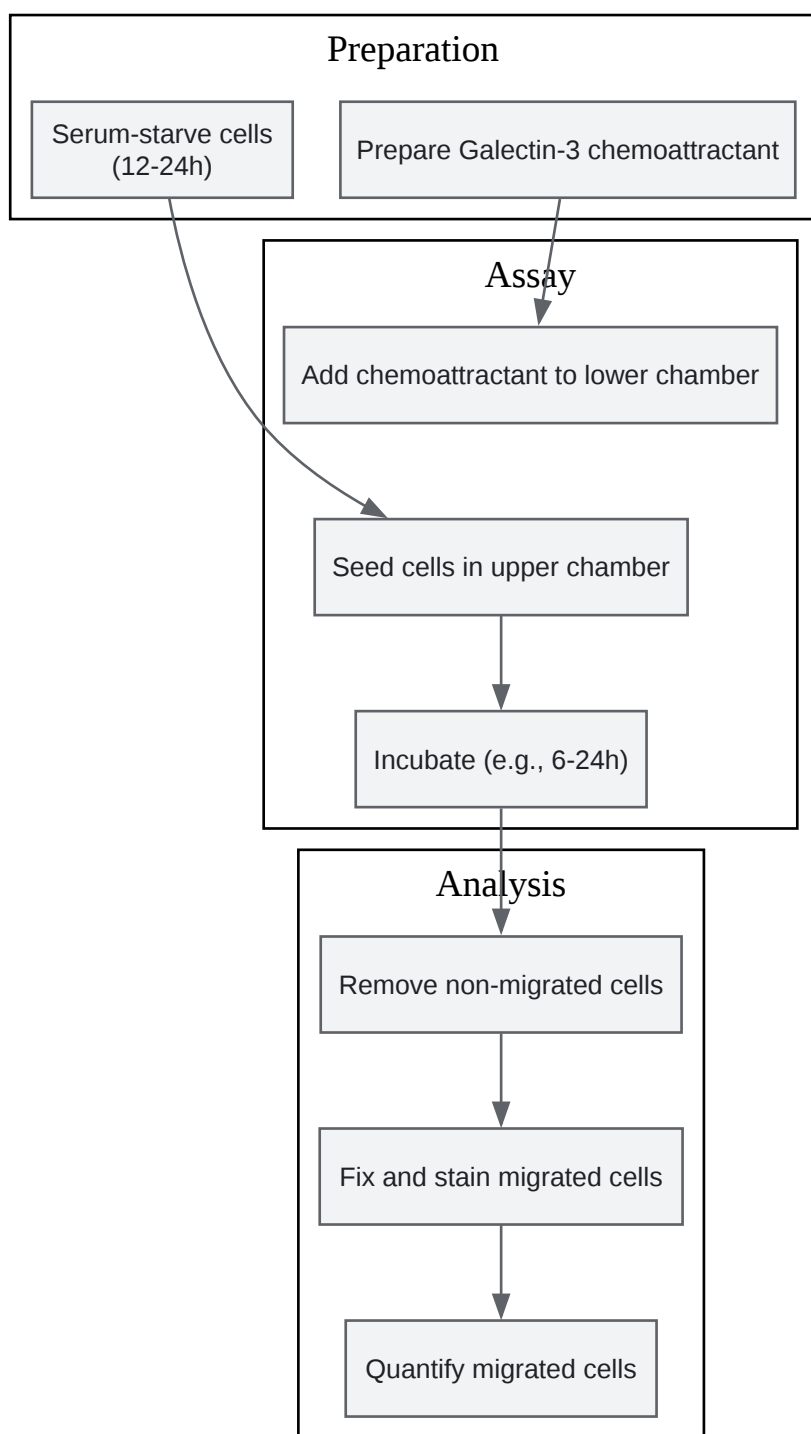 Preparation
Serum-starve cells
(12-24h)
Prepare Galectin-3 chemoattractant
Assay
Add chemoattractant to lower chamber
Seed cells in upper chamber
Incubate (e.g., 6-24h)
Analysis
Remove non-migrated cells
Fix and stain migrated cells
Quantify migrated cells